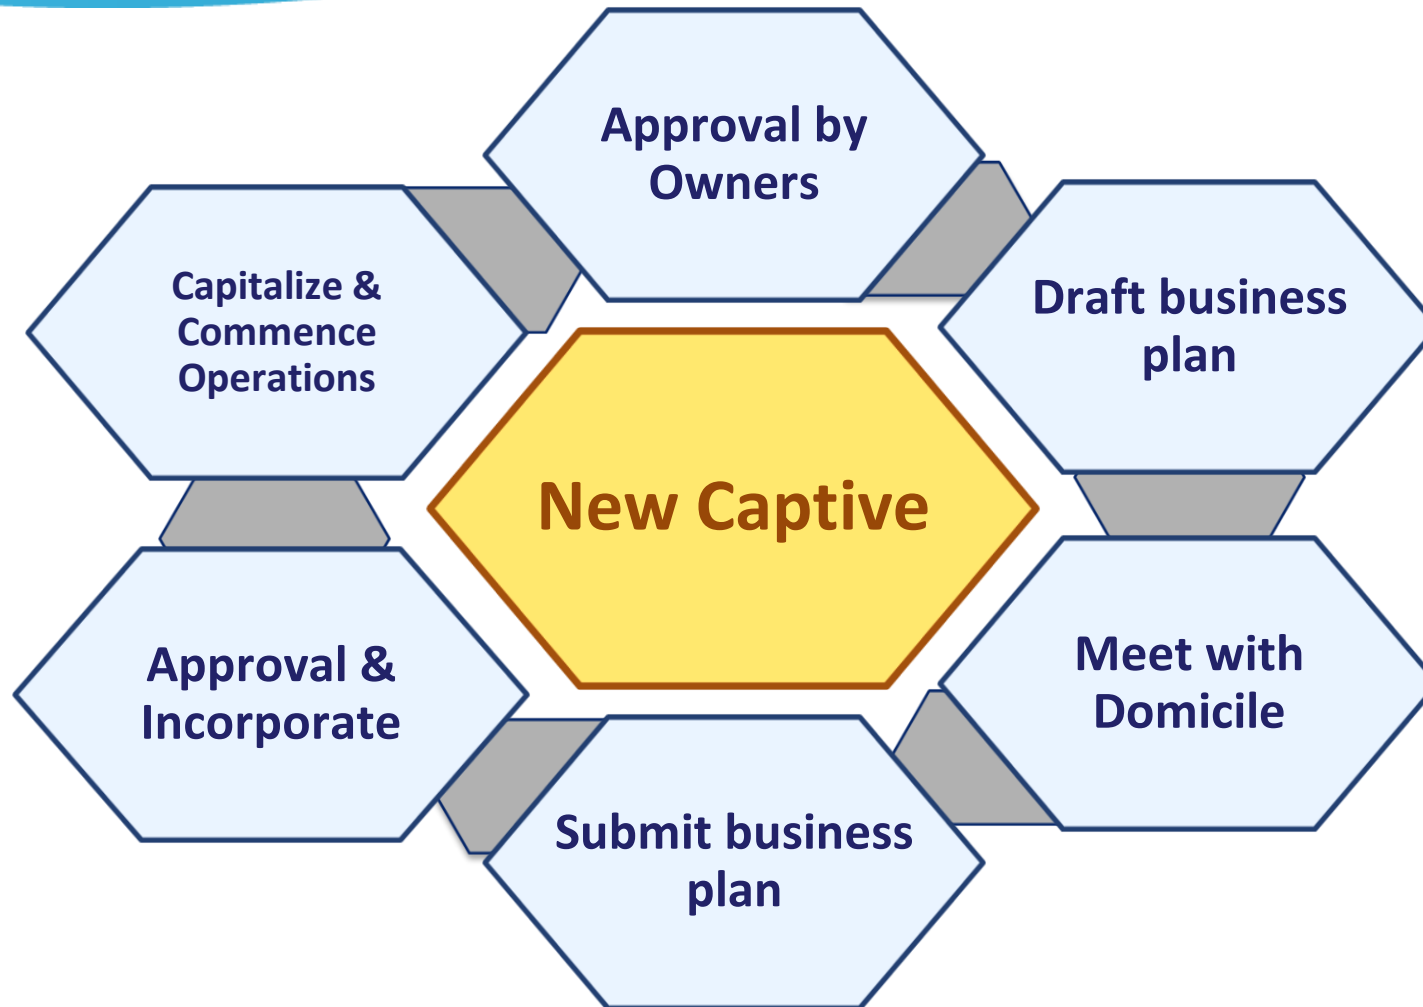 Approval by
Owners
Draft business
plan
Meet with
Domicile
Submit business
plan
Approval &
Incorporate
Capitalize &
Commence
Operations
New Captive